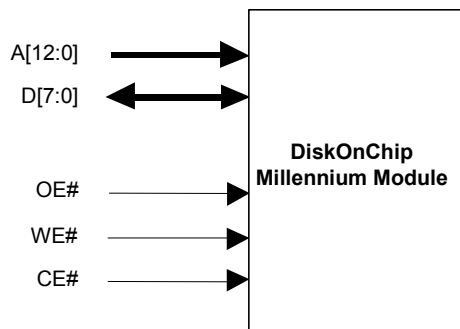 A[12:0]
D[7:0]
DiskOnChip
Millennium Module
OE#
WE#
CE#